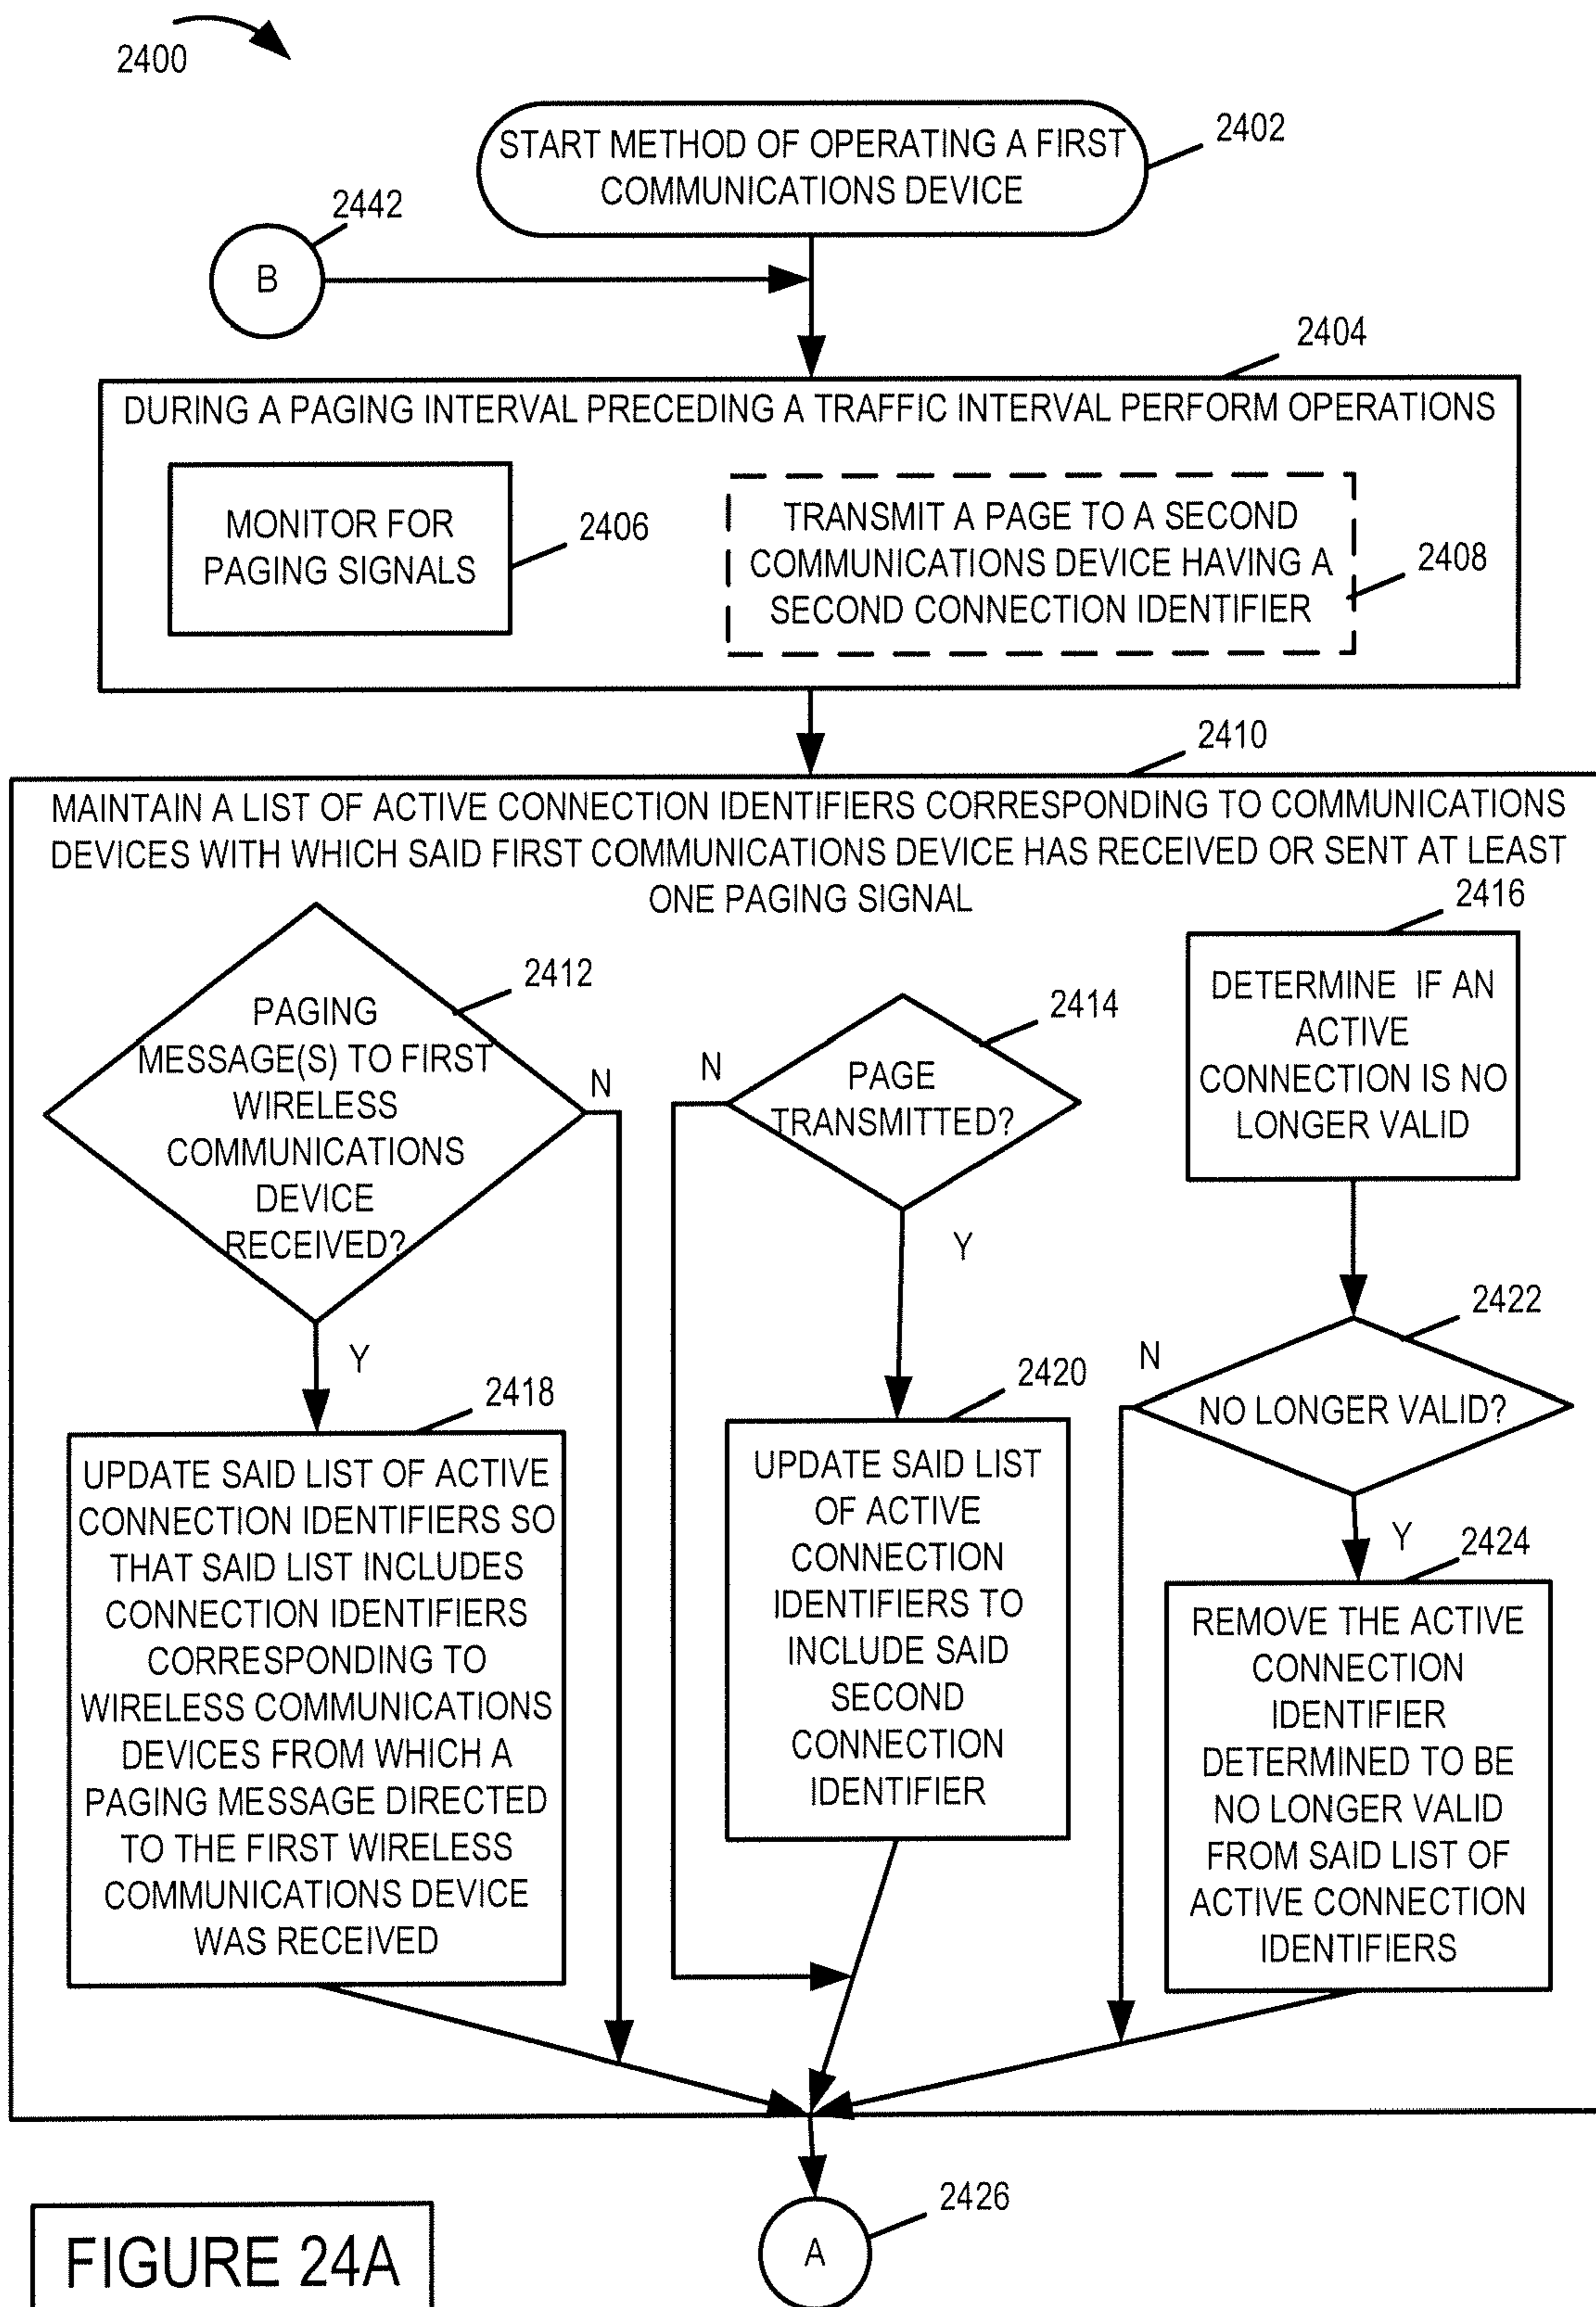 2400
START METHOD OF OPERATING A FIRST
COMMUNICATIONS DEVICE
2402
2442
B
2404
DURING A PAGING INTERVAL PRECEDING A TRAFFIC INTERVAL PERFORM OPERATIONS
MONITOR FOR
PAGING SIGNALS
2406
TRANSMIT A PAGE TO A SECOND
COMMUNICATIONS DEVICE HAVING A
SECOND CONNECTION IDENTIFIER
2408
2410
MAINTAIN A LIST OF ACTIVE CONNECTION IDENTIFIERS CORRESPONDING TO COMMUNICATIONS
DEVICES WITH WHICH SAID FIRST COMMUNICATIONS DEVICE HAS RECEIVED OR SENT AT LEAST
ONE PAGING SIGNAL
2412
PAGING
MESSAGE(S) TO FIRST
WIRELESS
COMMUNICATIONS
DEVICE
RECEIVED?
N
Y
2414
PAGE
TRANSMITTED?
N
Y
2416
DETERMINE IF AN
ACTIVE
CONNECTION IS NO
LONGER VALID
2418
UPDATE SAID LIST OF ACTIVE
CONNECTION IDENTIFIERS SO
THAT SAID LIST INCLUDES
CONNECTION IDENTIFIERS
CORRESPONDING TO
WIRELESS COMMUNICATIONS
DEVICES FROM WHICH A
PAGING MESSAGE DIRECTED
TO THE FIRST WIRELESS
COMMUNICATIONS DEVICE
WAS RECEIVED
2420
UPDATE SAID LIST
OF ACTIVE
CONNECTION
IDENTIFIERS TO
INCLUDE SAID
SECOND
CONNECTION
IDENTIFIER
2422
NO LONGER VALID?
N
Y
2424
REMOVE THE ACTIVE
CONNECTION
IDENTIFIER
DETERMINED TO BE
NO LONGER VALID
FROM SAID LIST OF
ACTIVE CONNECTION
IDENTIFIERS
2426
A
FIGURE 24A